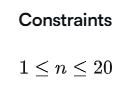 Constraints
1 ≤ n ≤ 20